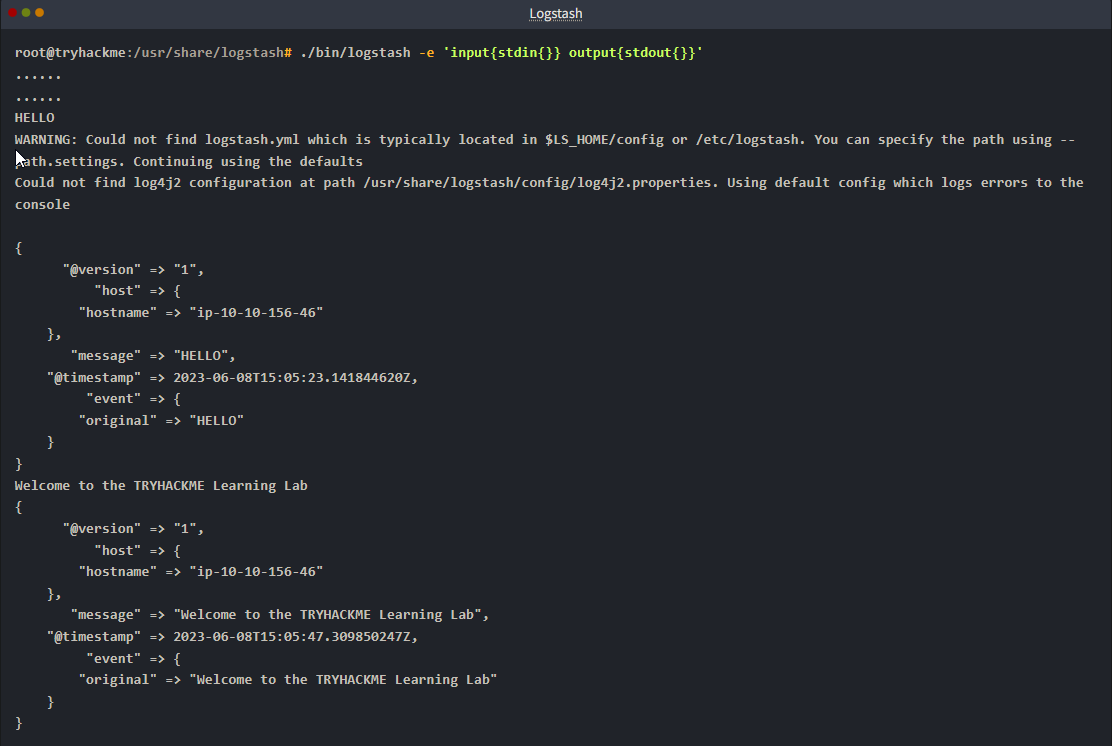 Logstash
root@tryhackme:/usr/share/logstash# ./bin/logstash -e 'input{stdin{}} output{stdout{}}'
......
......
HELLO
WARNING: Could not find logstash.yml which is typically located in $LS_HOME/config or /etc/logstash. You can specify the path using --
path.settings. Continuing using the defaults
Could not find log4j2 configuration at path /usr/share/logstash/config/log4j2.properties. Using default config which logs errors to the
console
{
"@version" => "1",
"host" => {
"hostname" => "ip-10-10-156-46"
},
"message" => "HELLO",
"@timestamp" => 2023-06-08T15:05:23.141844620Z,
"event" => {
"original" => "HELLO"
}
}
Welcome to the TRYHACKME Learning Lab
{
"@version" => "1",
"host" => {
"hostname" => "ip-10-10-156-46"
},
"message" => "Welcome to the TRYHACKME Learning Lab",
"@timestamp" => 2023-06-08T15:05:47.309850247Z,
"event" => {
"original" => "Welcome to the TRYHACKME Learning Lab"
}
}